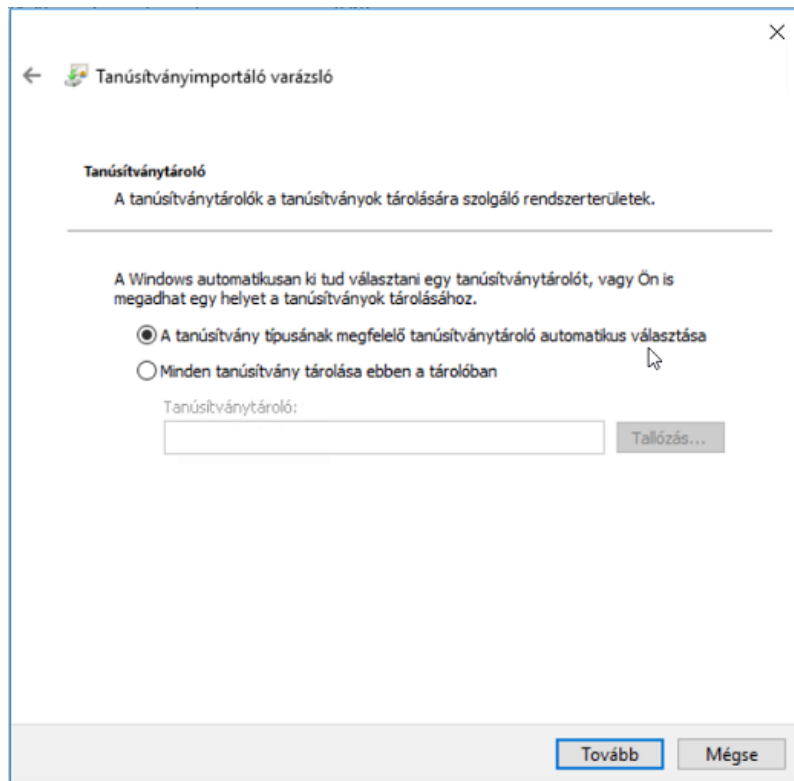 Tanúsítványimportáló varázsló
Tanúsítványtároló
A tanúsítványtárolók a tanúsítványok tárolására szolgáló rendszerterületek.
A Windows automatikusan ki tud választani egy tanúsítványtárolót, vagy Ön is
megadhat egy helyet a tanúsítványok tárolásához.
A tanúsítvány típusának megfelelő tanúsítványtároló automatikus választása
Minden tanúsítvány tárolása ebben a tárolóban
Tanúsítványtároló:
Tallózás...
Tovább
Mégse